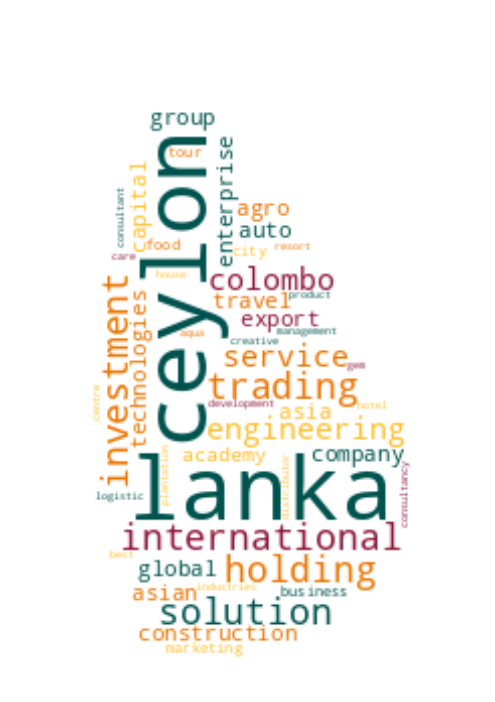 group
ceylon
tour
enterprise
capital
consultant
agro
auto
food
city
resort
care
house
colombo
investment
technologies
travel
product
export
aqua
management
creative
service
gem
trading
centre
development
hotel
asia
engineering
academy
company
plantation
distributor
lanka
consultancy
logistic
international
best
global
holding
industries
asian
business
solution
construction
marketing